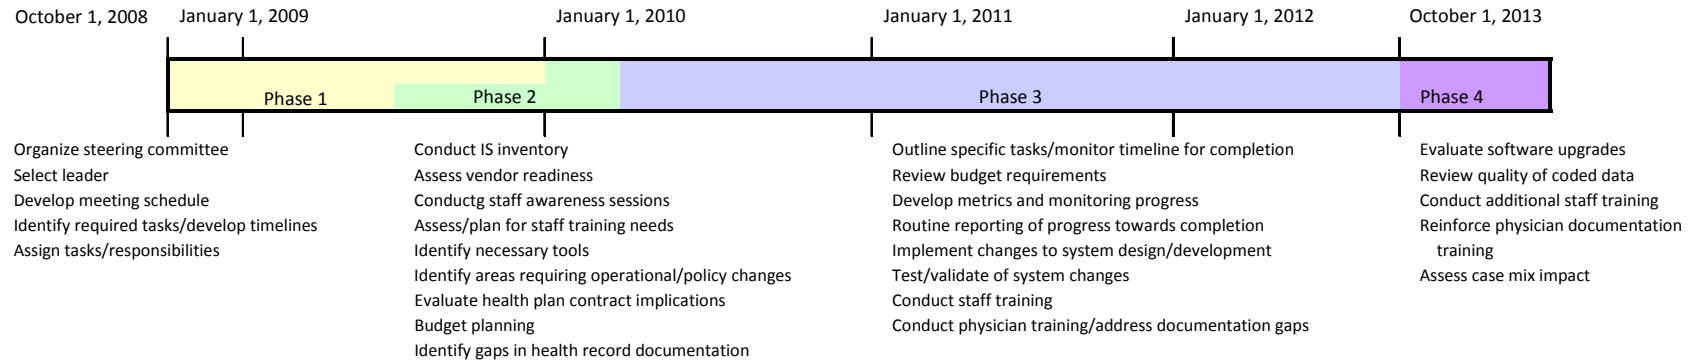 October 1, 2008
January 1, 2009
January 1, 2010
January 1, 2011
January 1, 2012
October 1, 2013
Phase 1
Phase 2
Phase 3
Phase 4
Organize steering committee
Select leader
Develop meeting schedule
Identify required tasks/develop timelines
Assign tasks/responsibilities
Conduct IS inventory
Assess vendor readiness
Conductg staff awareness sessions
Assess/plan for staff training needs
Identify necessary tools
Identify areas requiring operational/policy changes
Evaluate health plan contract implications
Budget planning
Identify gaps in health record documentation
Outline specific tasks/monitor timeline for completion
Review budget requirements
Develop metrics and monitoring progress
Routine reporting of progress towards completion
Implement changes to system design/development
Test/validate of system changes
Conduct staff training
Conduct physician training/address documentation gaps
Evaluate software upgrades
Review quality of coded data
Conduct additional staff training
Reinforce physician documentation
training
Assess case mix impact